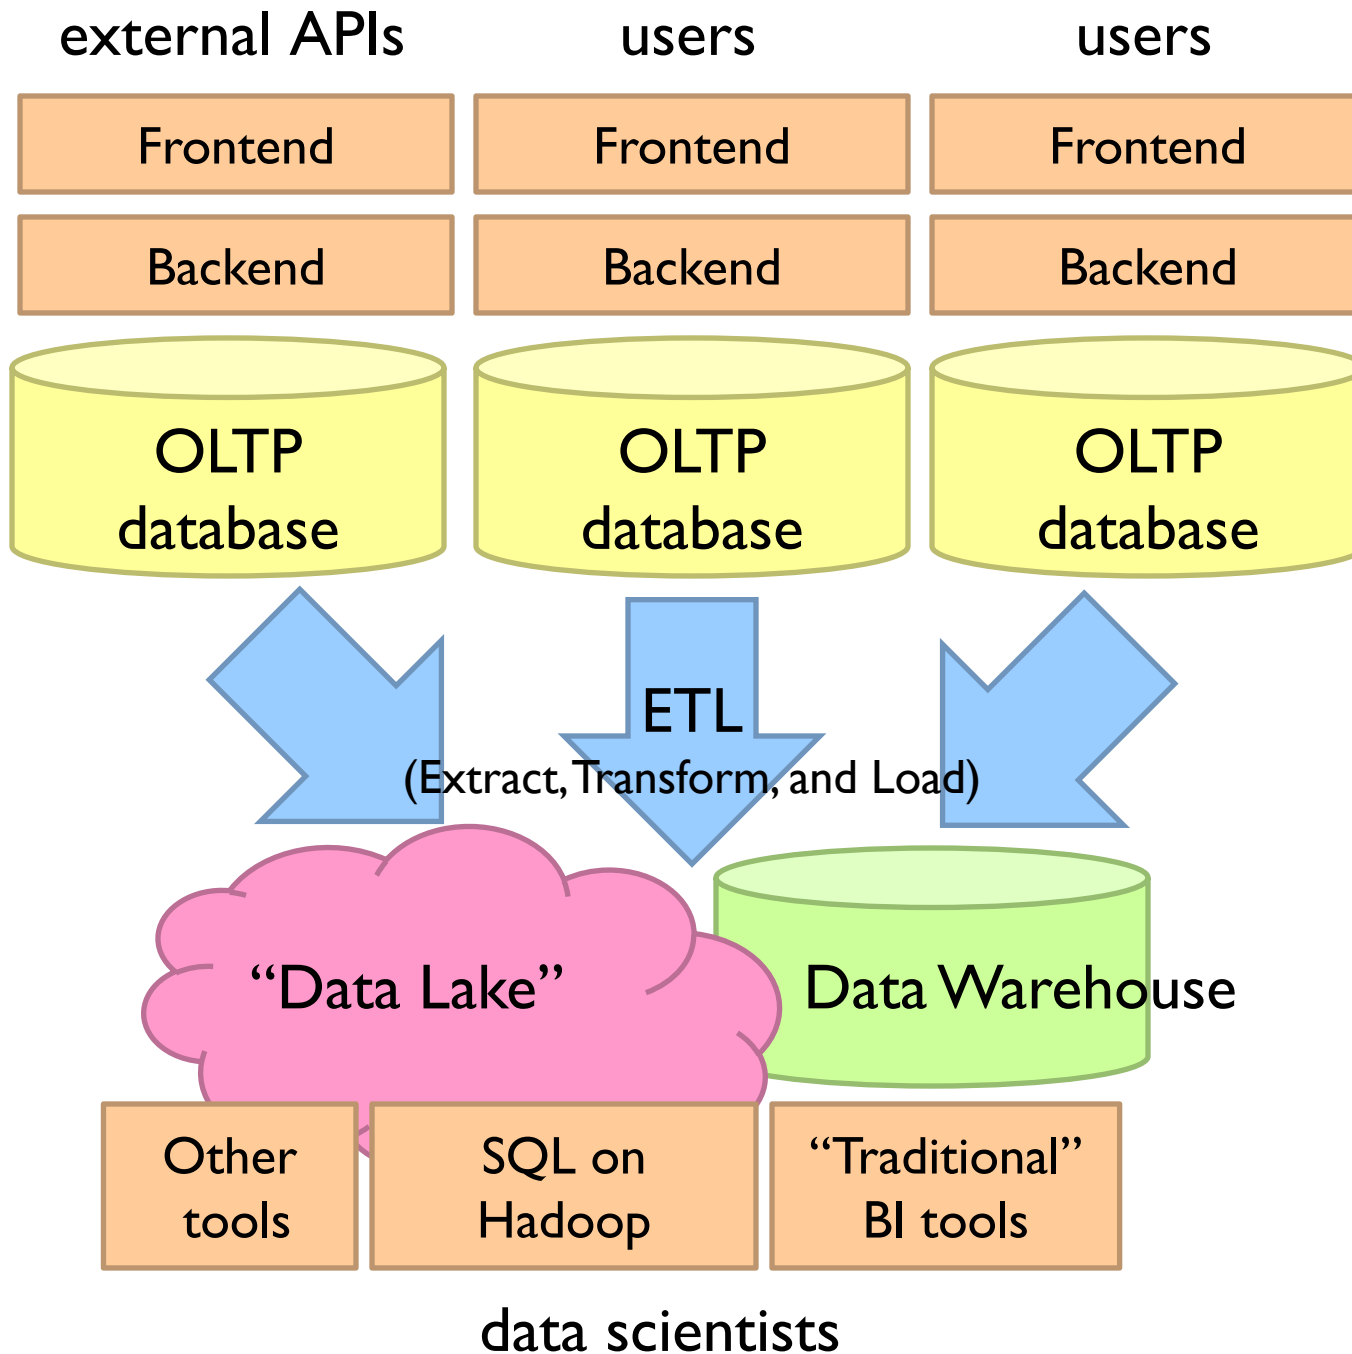 external APIs
users
users
Frontend
Frontend
Frontend
Backend
Backend
Backend
OLTP
database
OLTP
database
OLTP
database
ETL
(Extract, Transform, and Load)
“Data Lake”
Data Warehouse
Other
tools
SQL on
Hadoop
“Traditional”
BI tools
data scientists